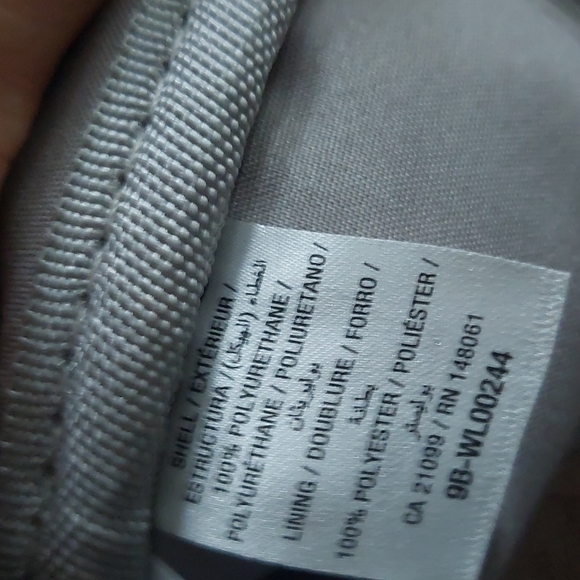 SHELL / EXTÉRIEUR /
ESTRUCTURA / الغطاء (الهيكل)
100% POLYURETHANE /
POLYURÉTHANE / POLIURETANO /
بوليوريثان
LINING / DOUBLURE / FORRO /
بطانة
100% POLYESTER / POLIÉSTER /
بوليستر
CA 21099 / RN 148061
9B-WL00244